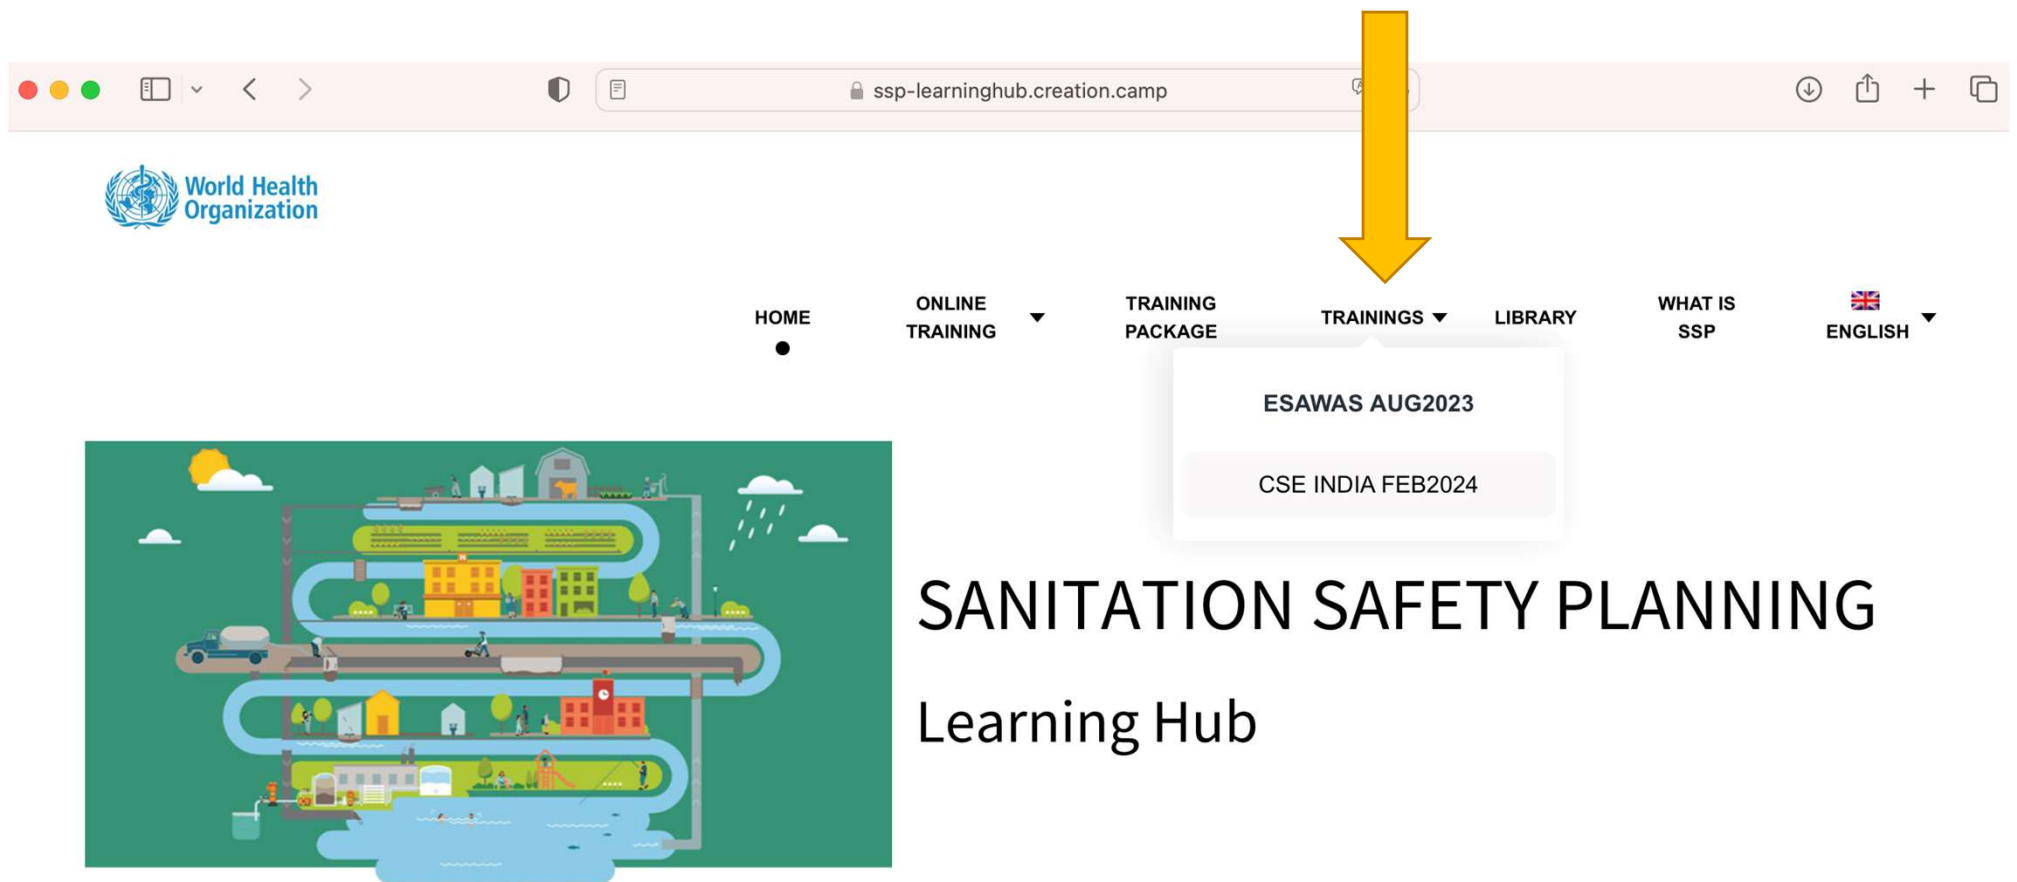 ssp-learninghub.creation.camp
World Health
Organization
HOME
ONLINE
TRAINING
TRAINING
PACKAGE
TRAININGS
LIBRARY
WHAT IS
SSP
ENGLISH
ESAWAS AUG2023
CSE INDIA FEB2024
SANITATION SAFETY PLANNING
Learning Hub